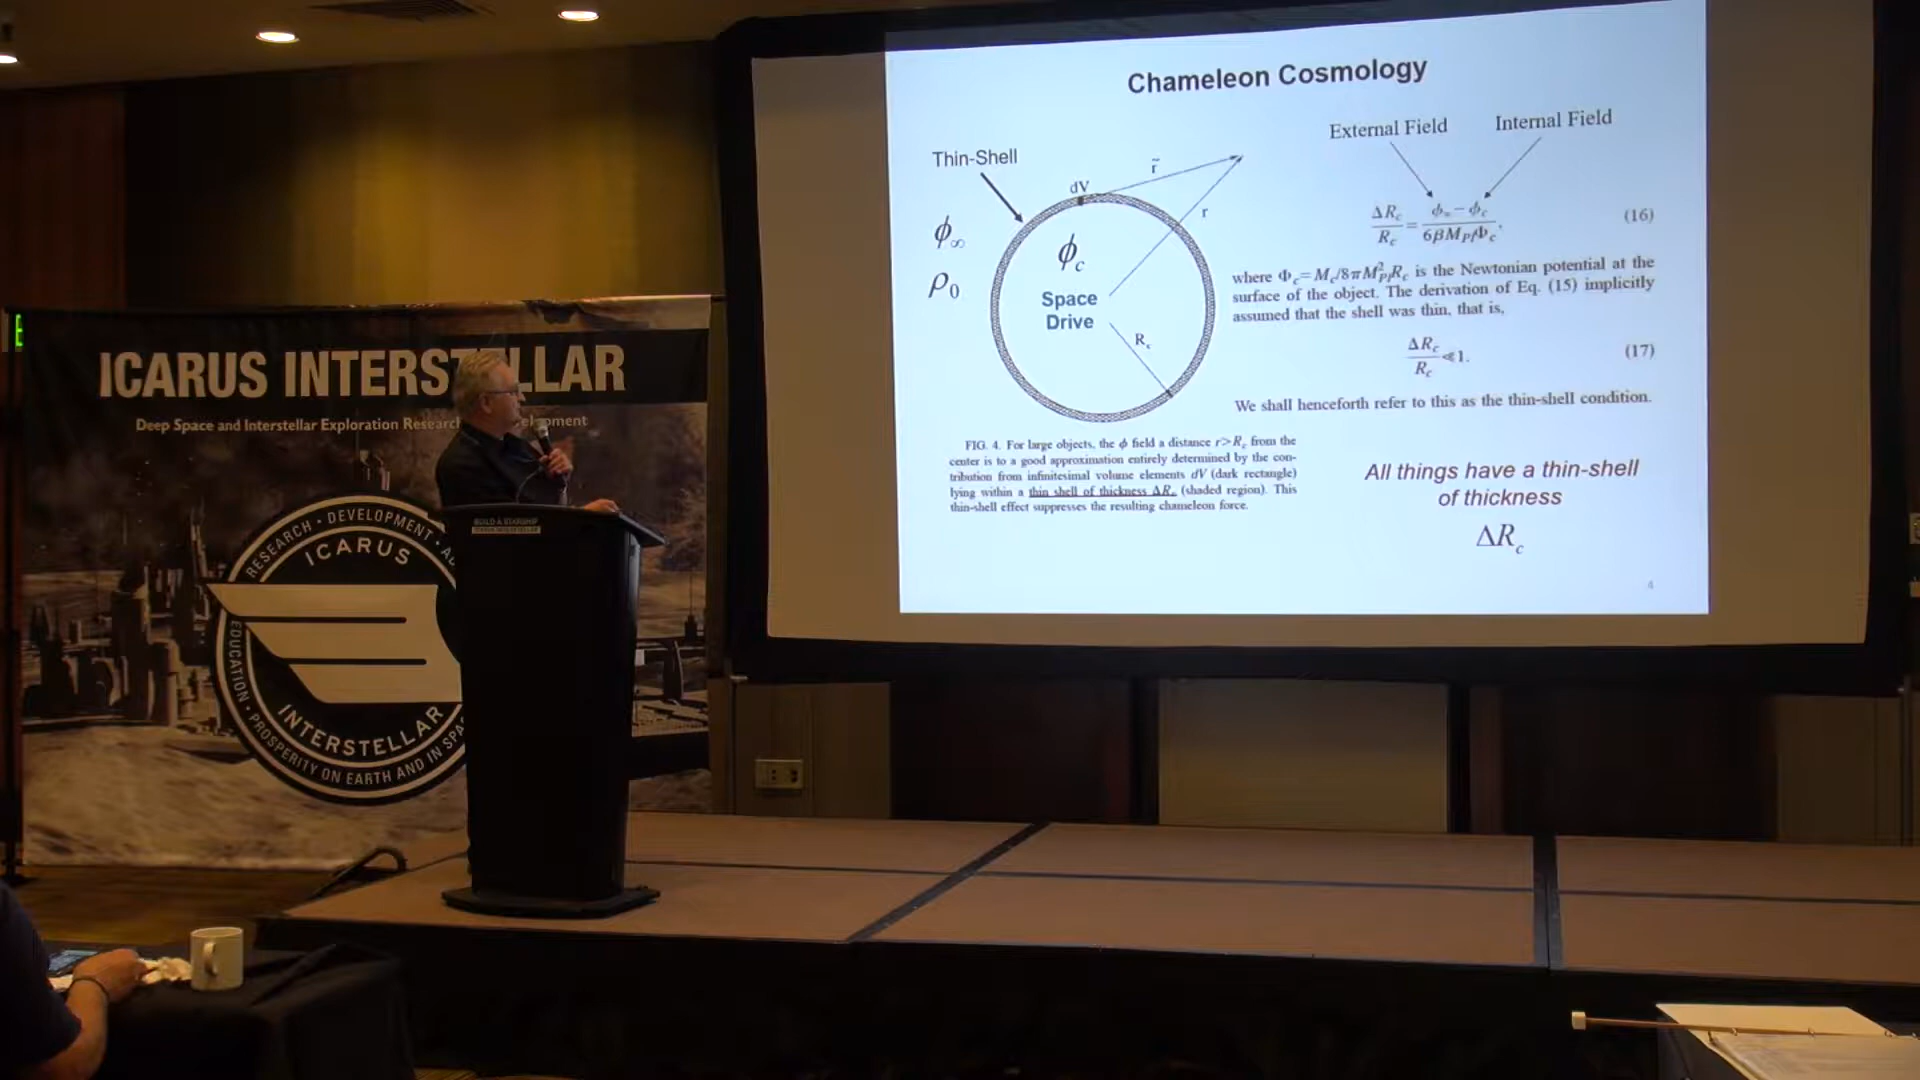 Chameleon Cosmology
Thin-Shell
dV
r̃
r
ϕ∞
ρ₀
ϕc
Space
Drive
Rc
External Field
Internal Field
ΔRc/Rc = (ϕ∞ − ϕc)/(6βMPlΦc), (16)
where Φc=Mc/8πM²PlRc is the Newtonian potential at the
surface of the object. The derivation of Eq. (15) implicitly
assumed that the shell was thin, that is,
ΔRc/Rc ≪1. (17)
We shall henceforth refer to this as the thin-shell condition.
FIG. 4. For large objects, the ϕ field a distance r>Rc from the
center is to a good approximation entirely determined by the con-
tribution from infinitesimal volume elements dV (dark rectangle)
lying within a thin shell of thickness ΔRc (shaded region). This
thin-shell effect suppresses the resulting chameleon force.
All things have a thin-shell
of thickness
ΔRc
4
E
ICARUS INTERSTELLAR
Deep Space and Interstellar Exploration Research elopment
RESEARCH • DEVELOPMENT •
ICARUS
INTERSTELLAR
EDUCATION • PROSPERITY ON EARTH AND IN SPA
BUILD A STARSHIP